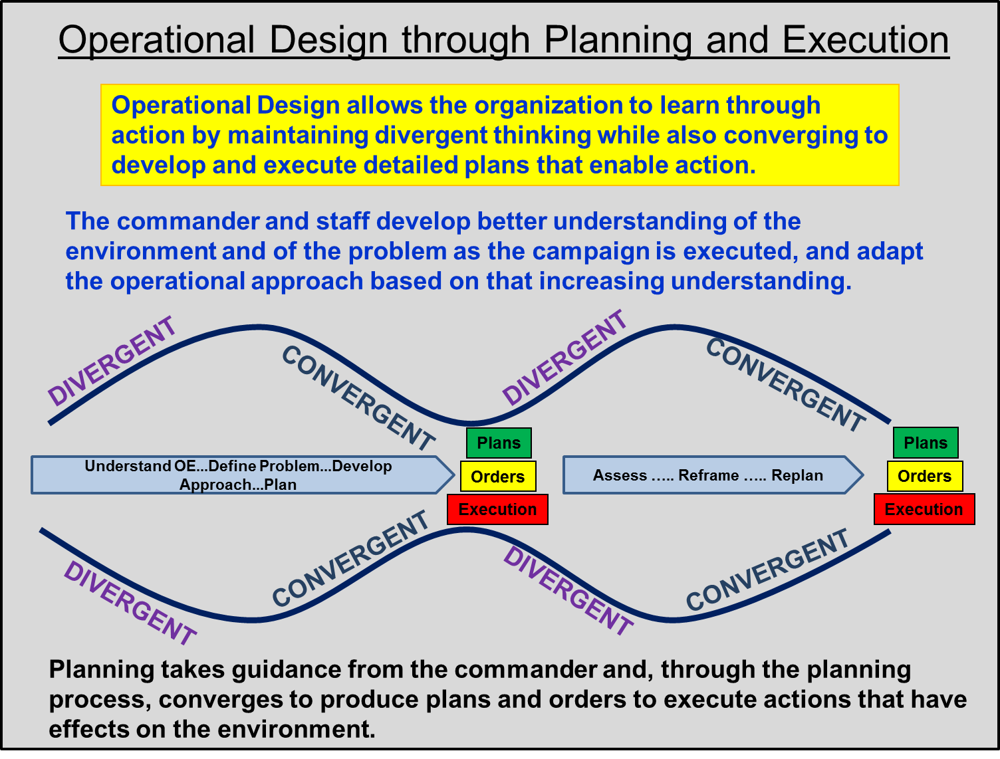 Operational Design through Planning and Execution
Operational Design allows the organization to learn through
action by maintaining divergent thinking while also converging to
develop and execute detailed plans that enable action.
The commander and staff develop better understanding of the
environment and of the problem as the campaign is executed, and adapt
the operational approach based on that increasing understanding.
DIVERGENT
CONVERGENT
DIVERGENT
CONVERGENT
Understand OE...Define Problem...Develop
Approach...Plan
Plans
Orders
Execution
Assess ….. Reframe ….. Replan
Plans
Orders
Execution
DIVERGENT
CONVERGENT
DIVERGENT
CONVERGENT
Planning takes guidance from the commander and, through the planning
process, converges to produce plans and orders to execute actions that have
effects on the environment.